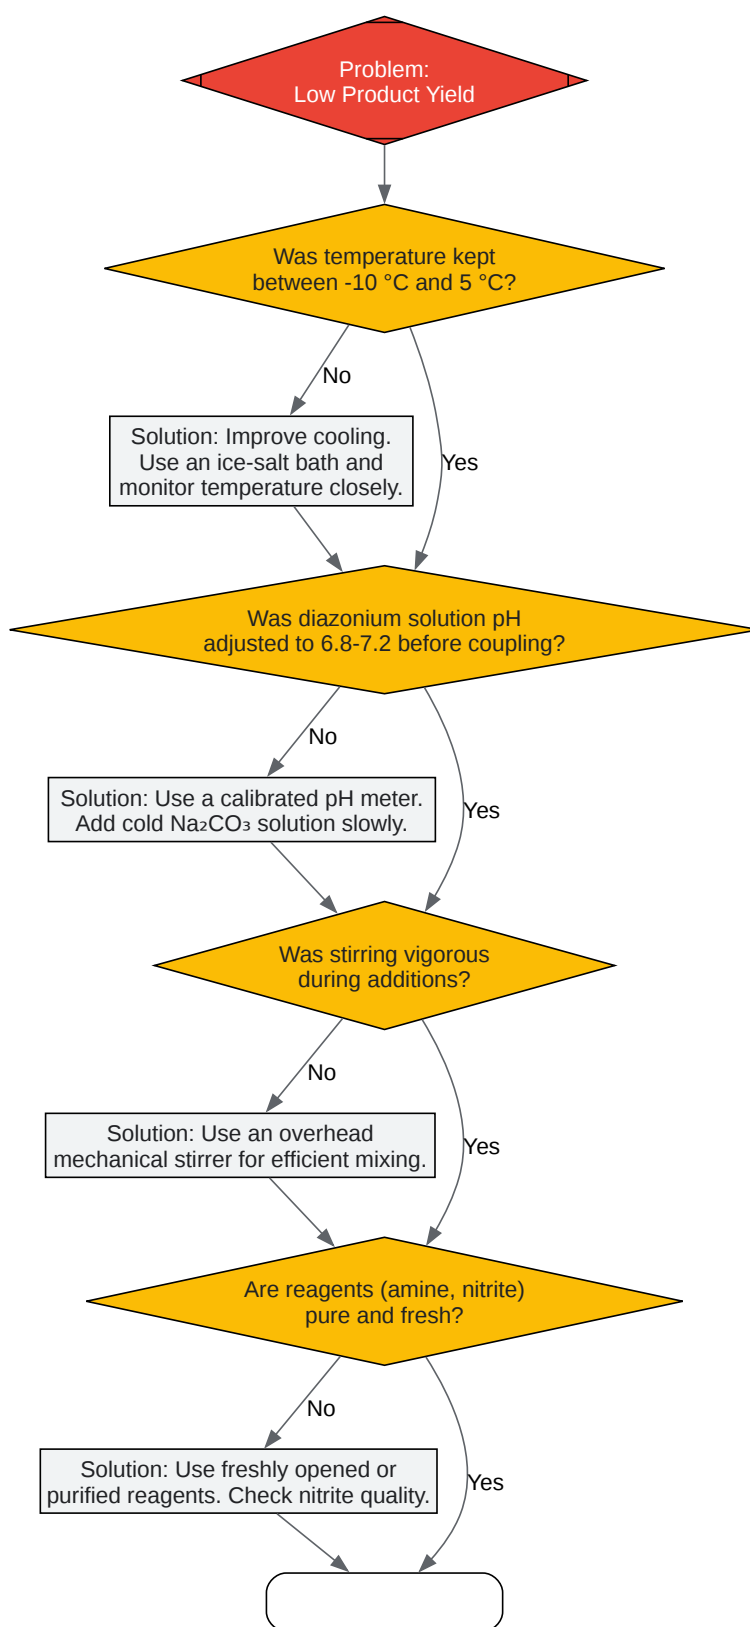 Problem:
Low Product Yield
Was temperature kept
between -10 °C and 5 °C?
No
Solution: Improve cooling.
Use an ice-salt bath and
monitor temperature closely.
Yes
Was diazonium solution pH
adjusted to 6.8-7.2 before coupling?
No
Solution: Use a calibrated pH meter.
Add cold Na₂CO₃ solution slowly.
Yes
Was stirring vigorous
during additions?
No
Solution: Use an overhead
mechanical stirrer for efficient mixing.
Yes
Are reagents (amine, nitrite)
pure and fresh?
No
Solution: Use freshly opened or
purified reagents. Check nitrite quality.
Yes